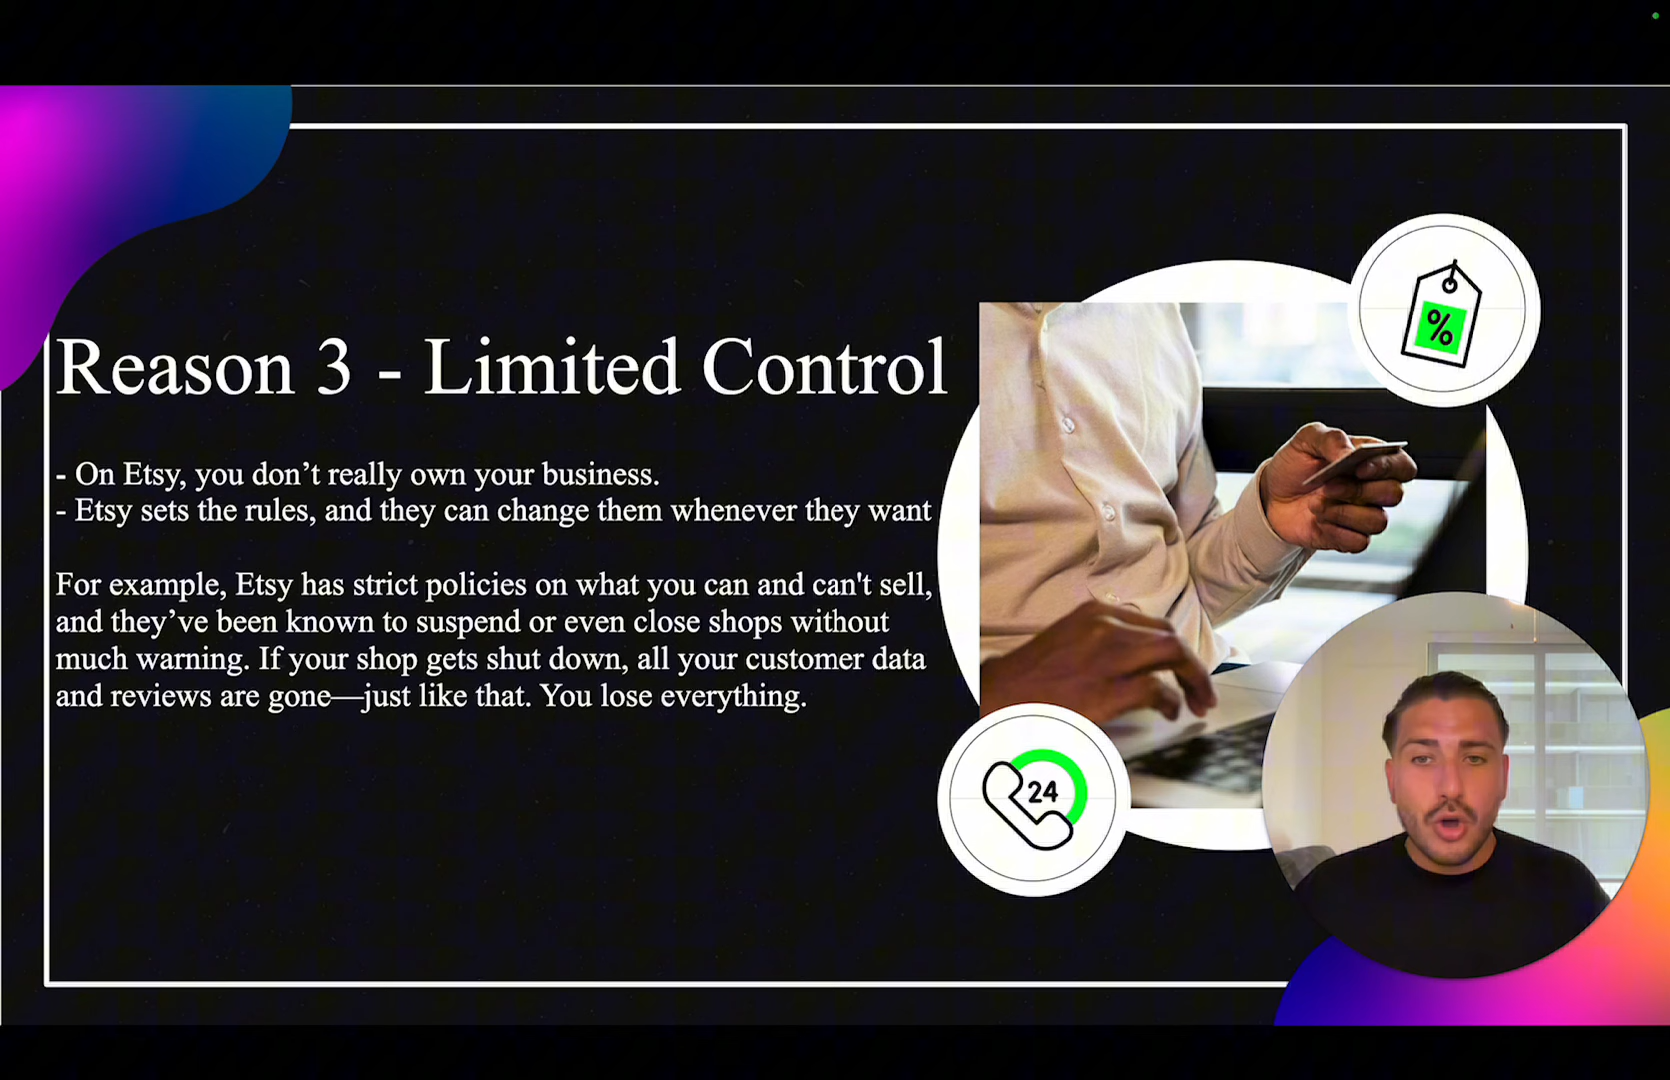 Reason 3 - Limited Control
- On Etsy, you don’t really own your business.
- Etsy sets the rules, and they can change them whenever they want
For example, Etsy has strict policies on what you can and can't sell,
and they’ve been known to suspend or even close shops without
much warning. If your shop gets shut down, all your customer data
and reviews are gone—just like that. You lose everything.
%
24